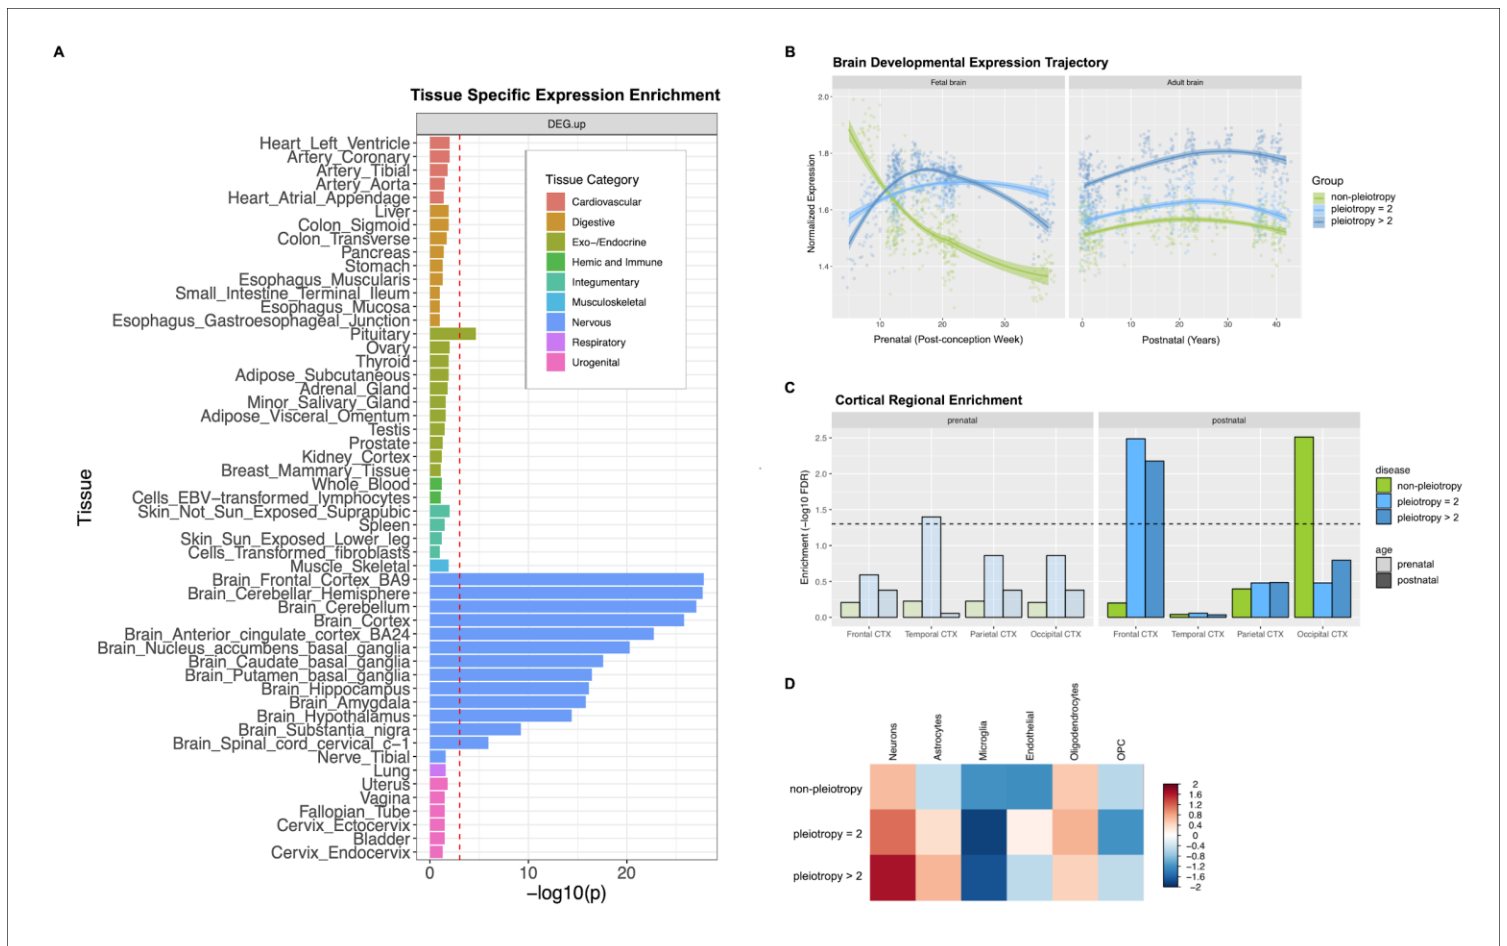 A
Tissue Specific Expression Enrichment
DEG.up
Heart_Left_Ventricle
Artery_Coronary
Artery_Tibial
Artery_Aorta
Heart_Atrial_Appendage
Liver
Colon_Sigmoid
Colon_Transverse
Pancreas
Stomach
Esophagus_Muscularis
Small_Intestine_Terminal_Ileum
Esophagus_Mucosa
Esophagus_Gastroesophageal_Junction
Pituitary
Ovary
Thyroid
Adipose_Subcutaneous
Adrenal_Gland
Minor_Salivary_Gland
Adipose_Visceral_Omentum
Testis
Prostate
Kidney_Cortex
Breast_Mammary_Tissue
Whole_Blood
Cells_EBV-transformed_lymphocytes
Skin_Not_Sun_Exposed_Suprapubic
Spleen
Skin_Sun_Exposed_Lower_leg
Cells_Transformed_fibroblasts
Muscle_Skeletal
Brain_Frontal_Cortex_BA9
Brain_Cerebellar_Hemisphere
Brain_Cerebellum
Brain_Cortex
Brain_Anterior_cingulate_cortex_BA24
Brain_Nucleus_accumbens_basal_ganglia
Brain_Caudate_basal_ganglia
Brain_Putamen_basal_ganglia
Brain_Hippocampus
Brain_Amygdala
Brain_Hypothalamus
Brain_Substantia_nigra
Brain_Spinal_cord_cervical_c-1
Nerve_Tibial
Lung
Uterus
Vagina
Fallopian_Tube
Cervix_Ectocervix
Bladder
Cervix_Endocervix
Tissue
0 10 20
-log10(p)
Tissue Category
Cardiovascular
Digestive
Exo-/Endocrine
Hemic and Immune
Integumentary
Musculoskeletal
Nervous
Respiratory
Urogenital
B
Brain Developmental Expression Trajectory
Fetal brain Adult brain
2.0
1.8
1.6
1.4
Normalized Expression
10 20 30
0 10 20 30 40
Prenatal (Post-conception Week)
Postnatal (Years)
Group
non-pleiotropy
pleiotropy = 2
pleiotropy > 2
C
Cortical Regional Enrichment
prenatal postnatal
2.5
2.0
1.5
1.0
0.5
0.0
Enrichment (-log10 FDR)
Frontal CTX Temporal CTX Parietal CTX Occipital CTX
Frontal CTX Temporal CTX Parietal CTX Occipital CTX
disease
non-pleiotropy
pleiotropy = 2
pleiotropy > 2
age
prenatal
postnatal
D
Neurons
Astrocytes
Microglia
Endothelial
Oligodendrocytes
OPC
non-pleiotropy
pleiotropy = 2
pleiotropy > 2
2
1.6
1.2
0.8
0.4
0
-0.4
-0.8
-1.2
-1.6
-2